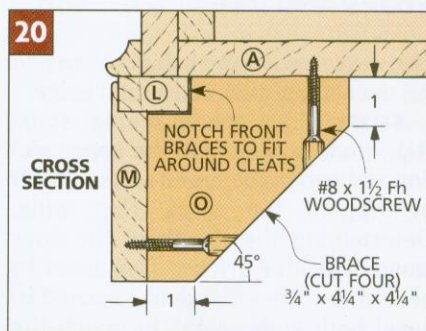 20
A
L
1
NOTCH FRONT
BRACES TO FIT
AROUND CLEATS
CROSS
SECTION
M
O
#8 x 1½ Fh
WOODSCREW
BRACE
(CUT FOUR)
¾" x 4¼" x 4¼"
45°
1